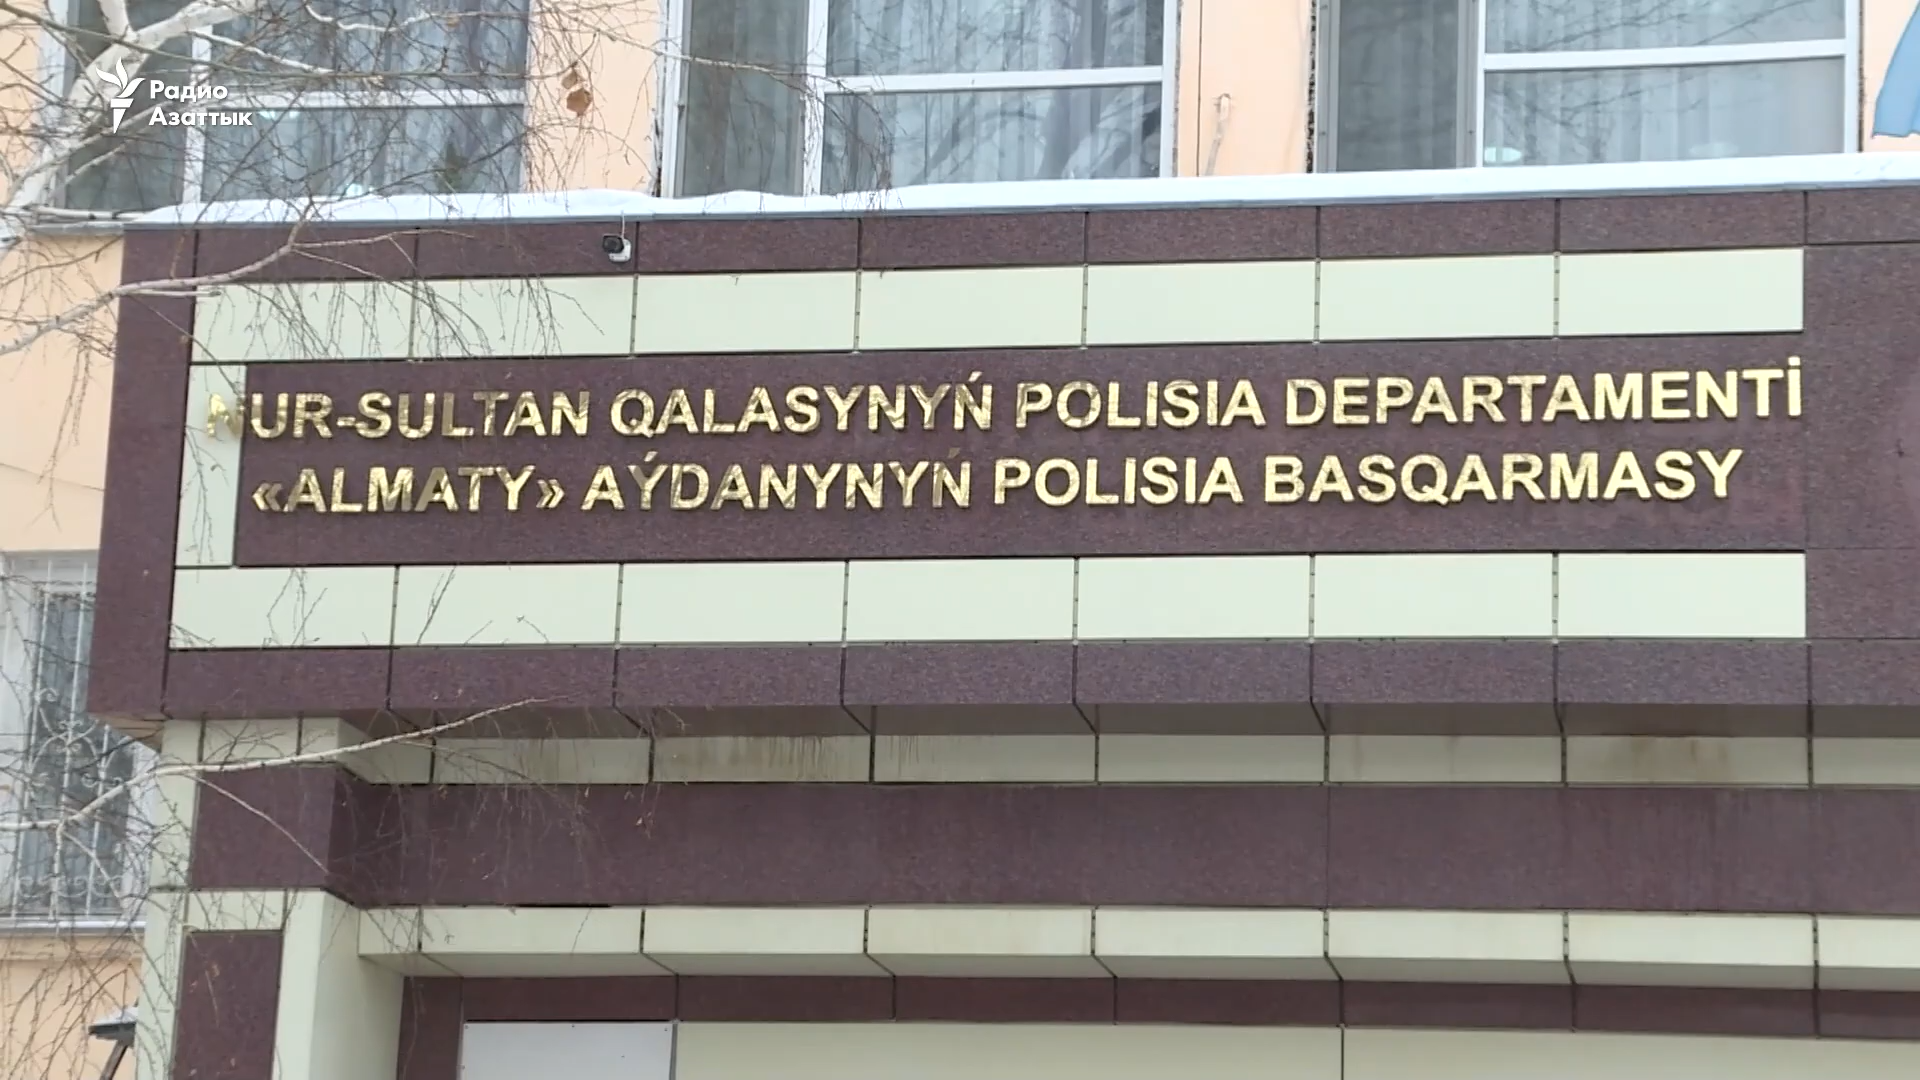 Радио
Азаттык
NUR-SULTAN QALASYNYŃ POLISIA DEPARTAMENTİ
«ALMATY» AÝDANYNYŃ POLISIA BASQARMASY